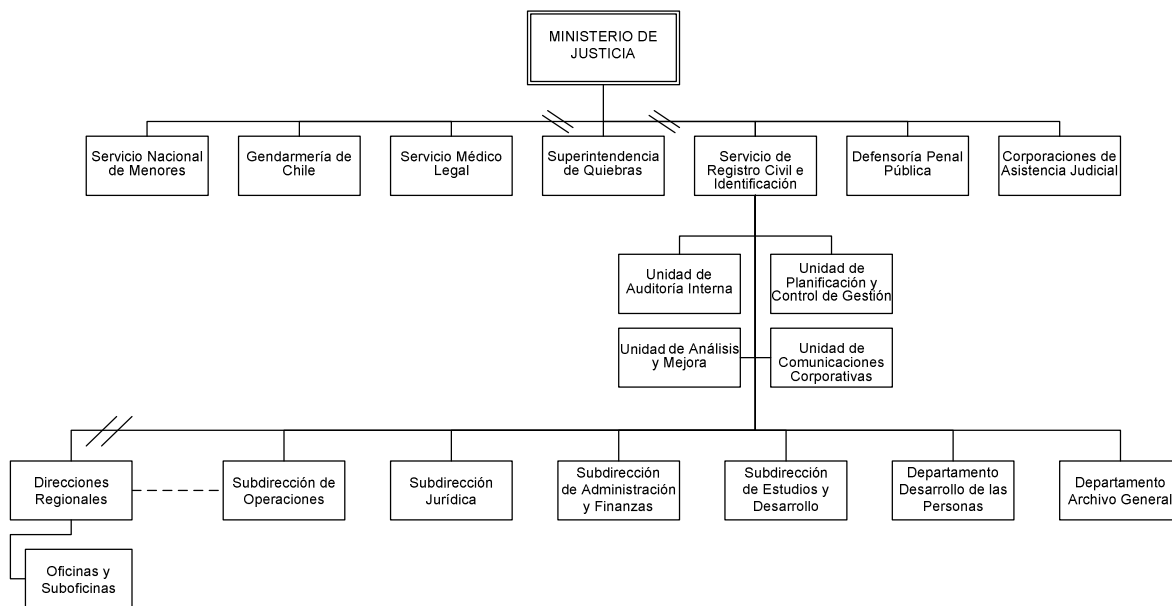 MINISTERIO DE
JUSTICIA
Servicio Nacional
de Menores
Gendarmería de
Chile
Servicio Médico
Legal
Superintendencia
de Quiebras
Servicio de
Registro Civil e
Identificación
Defensoría Penal
Pública
Corporaciones de
Asistencia Judicial
Unidad de
Auditoría Interna
Unidad de
Planificación y
Control de Gestión
Unidad de Análisis
y Mejora
Unidad de
Comunicaciones
Corporativas
Direcciones
Regionales
Subdirección de
Operaciones
Subdirección
Jurídica
Subdirección
de Administración
y Finanzas
Subdirección
de Estudios y
Desarrollo
Departamento
Desarrollo de las
Personas
Departamento
Archivo General
Oficinas y
Suboficinas